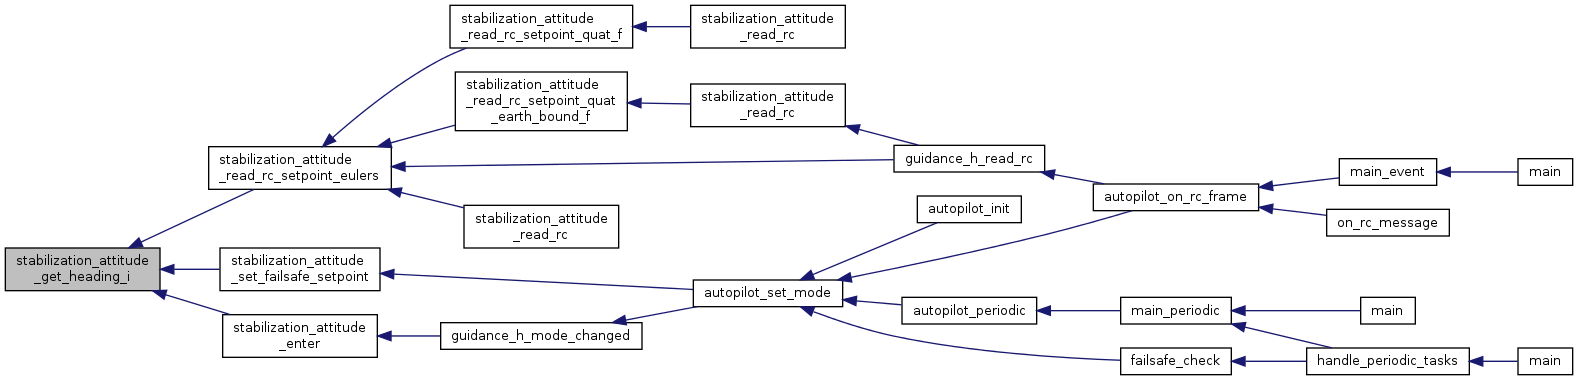 stabilization_attitude
_read_rc_setpoint_quat_f
stabilization_attitude
_read_rc
stabilization_attitude
_read_rc_setpoint_quat
_earth_bound_f
stabilization_attitude
_read_rc
stabilization_attitude
_read_rc_setpoint_eulers
guidance_h_read_rc
main_event
main
autopilot_on_rc_frame
stabilization_attitude
_read_rc
autopilot_init
on_rc_message
stabilization_attitude
_get_heading_i
stabilization_attitude
_set_failsafe_setpoint
autopilot_set_mode
autopilot_periodic
main_periodic
main
stabilization_attitude
_enter
guidance_h_mode_changed
failsafe_check
handle_periodic_tasks
main